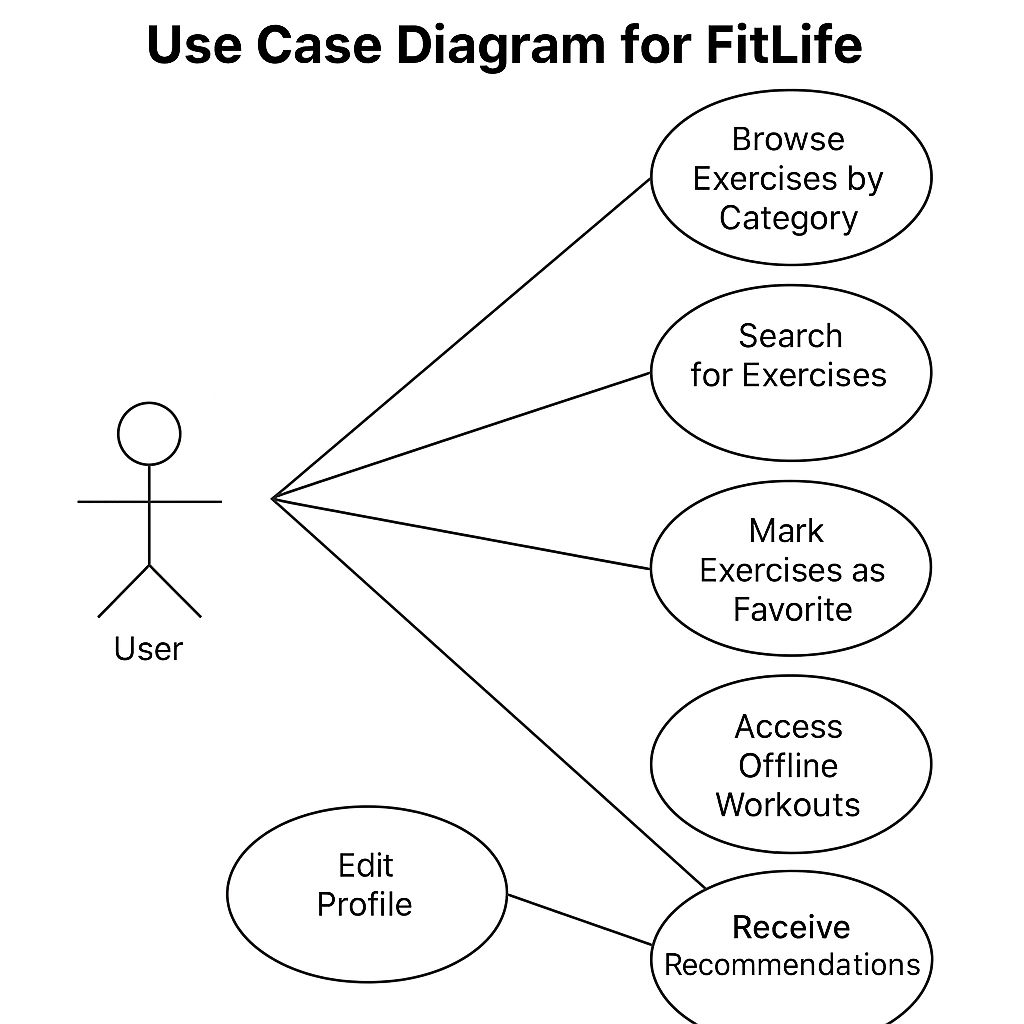 Use Case Diagram for FitLife
Browse
Exercises by
Category
Search
for Exercises
Mark
Exercises as
Favorite
User
Access
Offline
Workouts
Edit
Profile
Receive
Recommendations